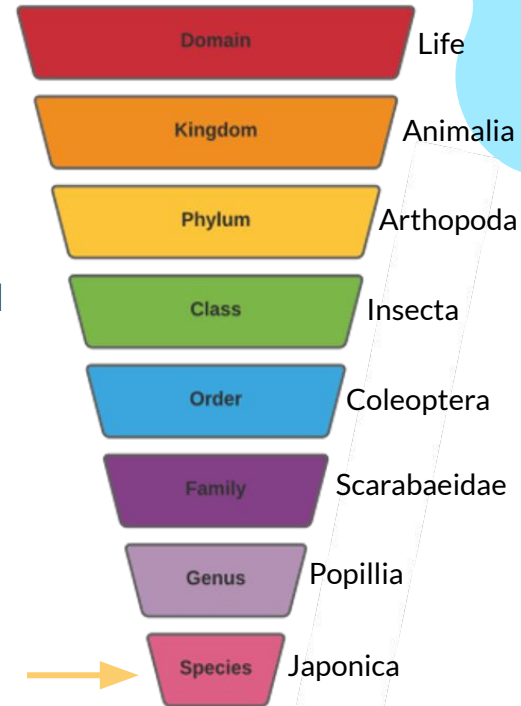 Domain Life
Kingdom Animalia
Phylum Arthopoda
Class Insecta
Order Coleoptera
Family Scarabaeidae
Genus Popillia
Species Japonica